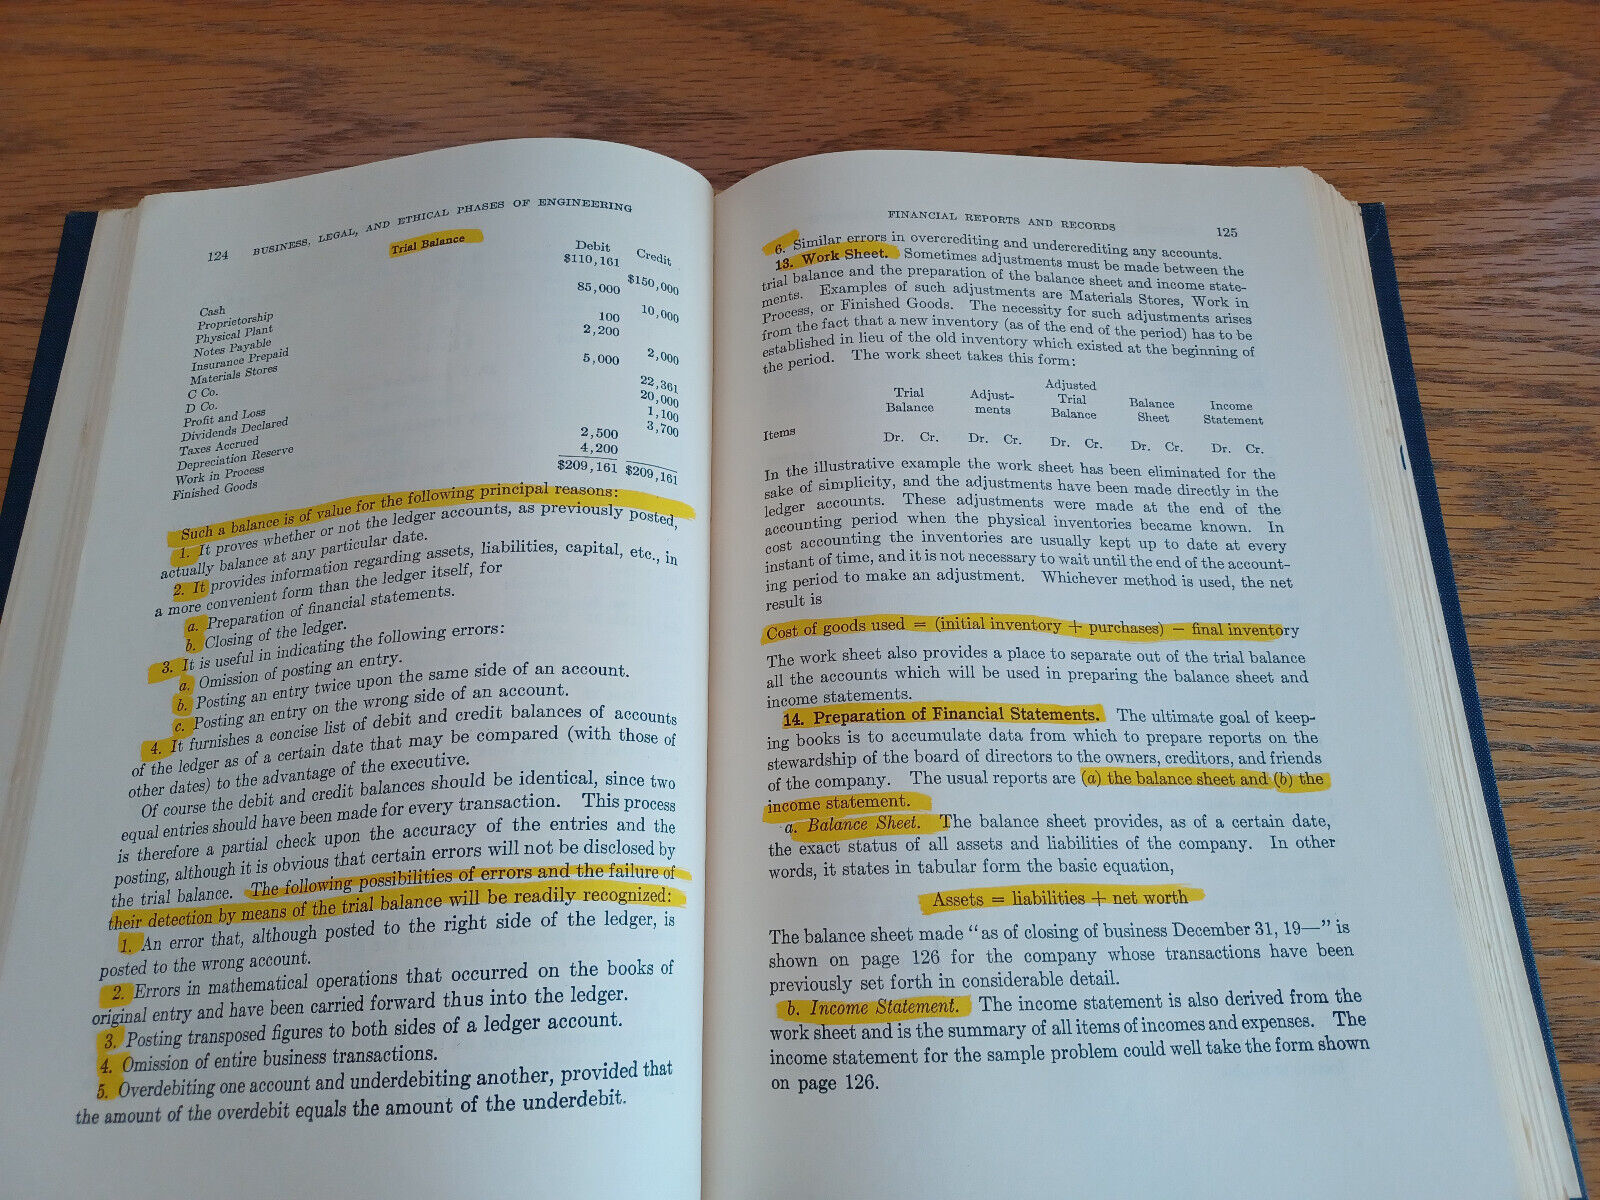 124 BUSINESS, LEGAL, AND ETHICAL PHASES OF ENGINEERING
Trial Balance
Debit Credit
Cash $110,161
Proprietorship $150,000
Physical Plant 85,000
Notes Payable 10,000
Insurance Prepaid 100
Materials Stores 2,200
C Co. 2,000
D Co. 5,000
Profit and Loss 22,361
Dividends Declared 20,000
Taxes Accrued 1,100
Depreciation Reserve 3,700
Work in Process 2,500
Finished Goods 4,200
$209,161 $209,161
Such a balance is of value for the following principal reasons:
1. It proves whether or not the ledger accounts, as previously posted,
actually balance at any particular date.
2. It provides information regarding assets, liabilities, capital, etc., in
a more convenient form than the ledger itself, for
a. Preparation of financial statements.
b. Closing of the ledger.
3. It is useful in indicating the following errors:
a. Omission of posting an entry.
b. Posting an entry twice upon the same side of an account.
c. Posting an entry on the wrong side of an account.
4. It furnishes a concise list of debit and credit balances of accounts
of the ledger as of a certain date that may be compared (with those of
other dates) to the advantage of the executive.
Of course the debit and credit balances should be identical, since two
equal entries should have been made for every transaction. This process
is therefore a partial check upon the accuracy of the entries and the
posting, although it is obvious that certain errors will not be disclosed by
the trial balance. The following possibilities of errors and the failure of
their detection by means of the trial balance will be readily recognized:
1. An error that, although posted to the right side of the ledger, is
posted to the wrong account.
2. Errors in mathematical operations that occurred on the books of
original entry and have been carried forward thus into the ledger.
3. Posting transposed figures to both sides of a ledger account.
4. Omission of entire business transactions.
5. Overdebiting one account and underdebiting another, provided that
the amount of the overdebit equals the amount of the underdebit.
FINANCIAL REPORTS AND RECORDS 125
6. Similar errors in overcrediting and undercrediting any accounts.
13. Work Sheet. Sometimes adjustments must be made between the
trial balance and the preparation of the balance sheet and income state-
ments. Examples of such adjustments are Materials Stores, Work in
Process, or Finished Goods. The necessity for such adjustments arises
from the fact that a new inventory (as of the end of the period) has to be
established in lieu of the old inventory which existed at the beginning of
the period. The work sheet takes this form:
Items Trial Balance Adjust-ments Adjusted Trial Balance Balance Sheet Income Statement
Dr. Cr. Dr. Cr. Dr. Cr. Dr. Cr. Dr. Cr.
In the illustrative example the work sheet has been eliminated for the
sake of simplicity, and the adjustments have been made directly in the
ledger accounts. These adjustments were made at the end of the
accounting period when the physical inventories became known. In
cost accounting the inventories are usually kept up to date at every
instant of time, and it is not necessary to wait until the end of the account-
ing period to make an adjustment. Whichever method is used, the net
result is
Cost of goods used = (initial inventory + purchases) − final inventory
The work sheet also provides a place to separate out of the trial balance
all the accounts which will be used in preparing the balance sheet and
income statements.
14. Preparation of Financial Statements. The ultimate goal of keep-
ing books is to accumulate data from which to prepare reports on the
stewardship of the board of directors to the owners, creditors, and friends
of the company. The usual reports are (a) the balance sheet and (b) the
income statement.
a. Balance Sheet. The balance sheet provides, as of a certain date,
the exact status of all assets and liabilities of the company. In other
words, it states in tabular form the basic equation,
Assets = liabilities + net worth
The balance sheet made “as of closing of business December 31, 19—” is
shown on page 126 for the company whose transactions have been
previously set forth in considerable detail.
b. Income Statement. The income statement is also derived from the
work sheet and is the summary of all items of incomes and expenses. The
income statement for the sample problem could well take the form shown
on page 126.